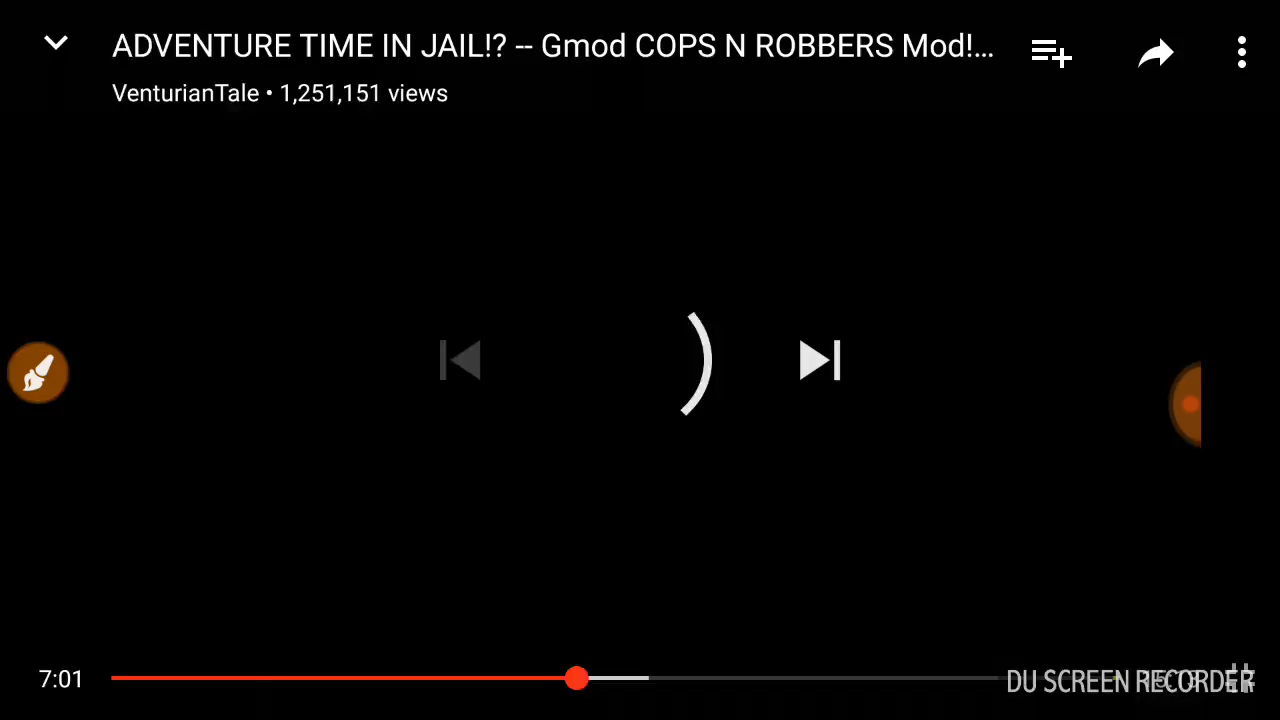 ADVENTURE TIME IN JAIL!? -- Gmod COPS N ROBBERS Mod!...
VenturianTale • 1,251,151 views
7:01
DU SCREEN RECORDER